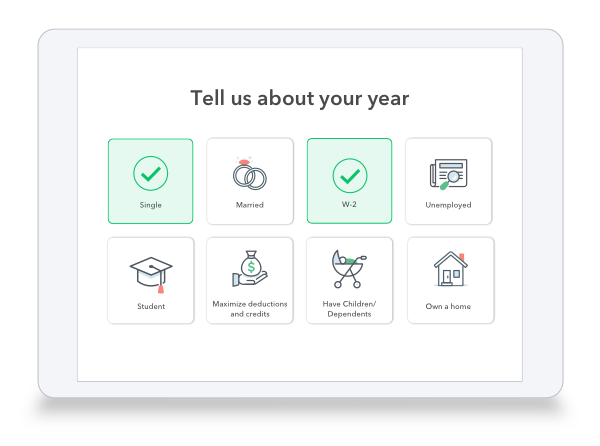 Tell us about your year
Single
Married
W-2
Unemployed
Student
Maximize deductions
and credits
Have Children/
Dependents
Own a home
$